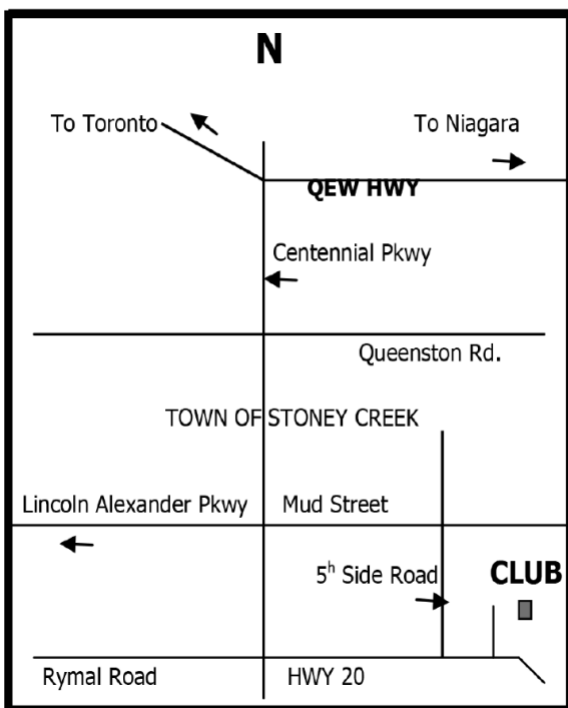 N
To Toronto
To Niagara
QEW HWY
Centennial Pkwy
Queenston Rd.
TOWN OF STONEY CREEK
Lincoln Alexander Pkwy
Mud Street
5h Side Road
CLUB
Rymal Road
HWY 20